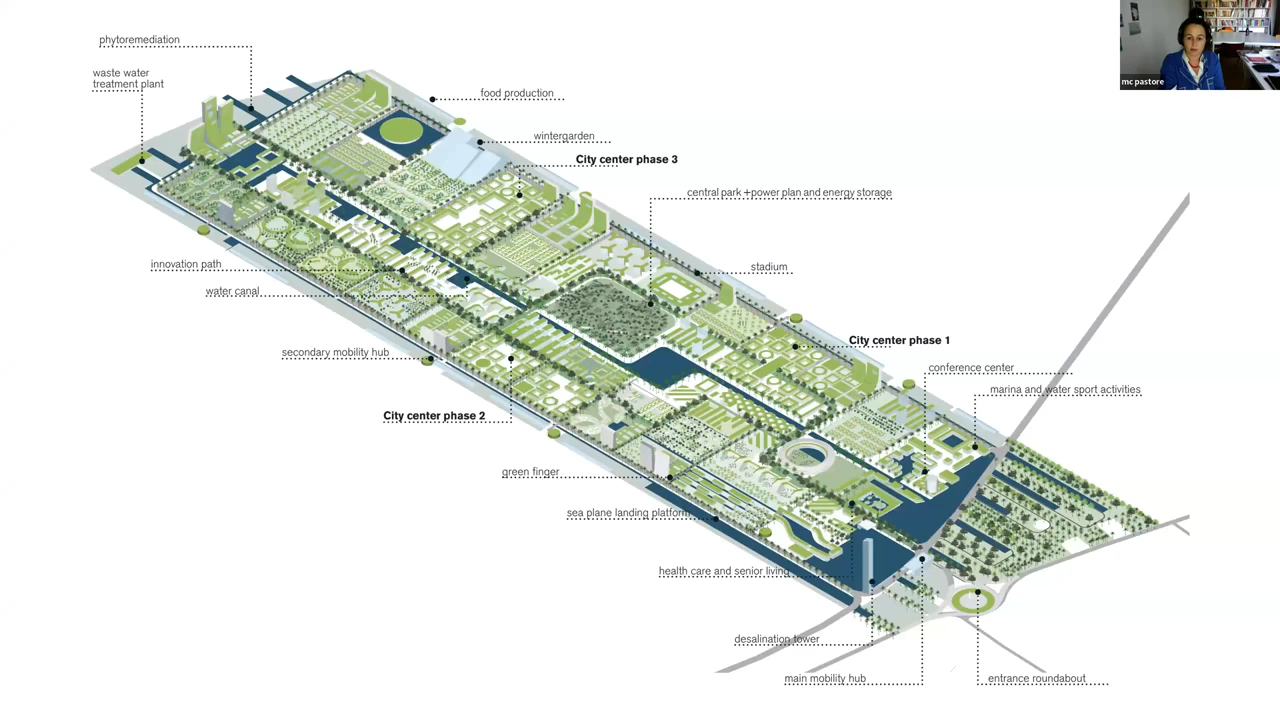 phytoremediation
waste water
treatment plant
food production
wintergarden
City center phase 3
central park +power plan and energy storage
innovation path
stadium
water canal
secondary mobility hub
City center phase 1
conference center
marina and water sport activities
City center phase 2
green finger
sea plane landing platform
health care and senior living
desalination tower
main mobility hub
entrance roundabout
mc pastore